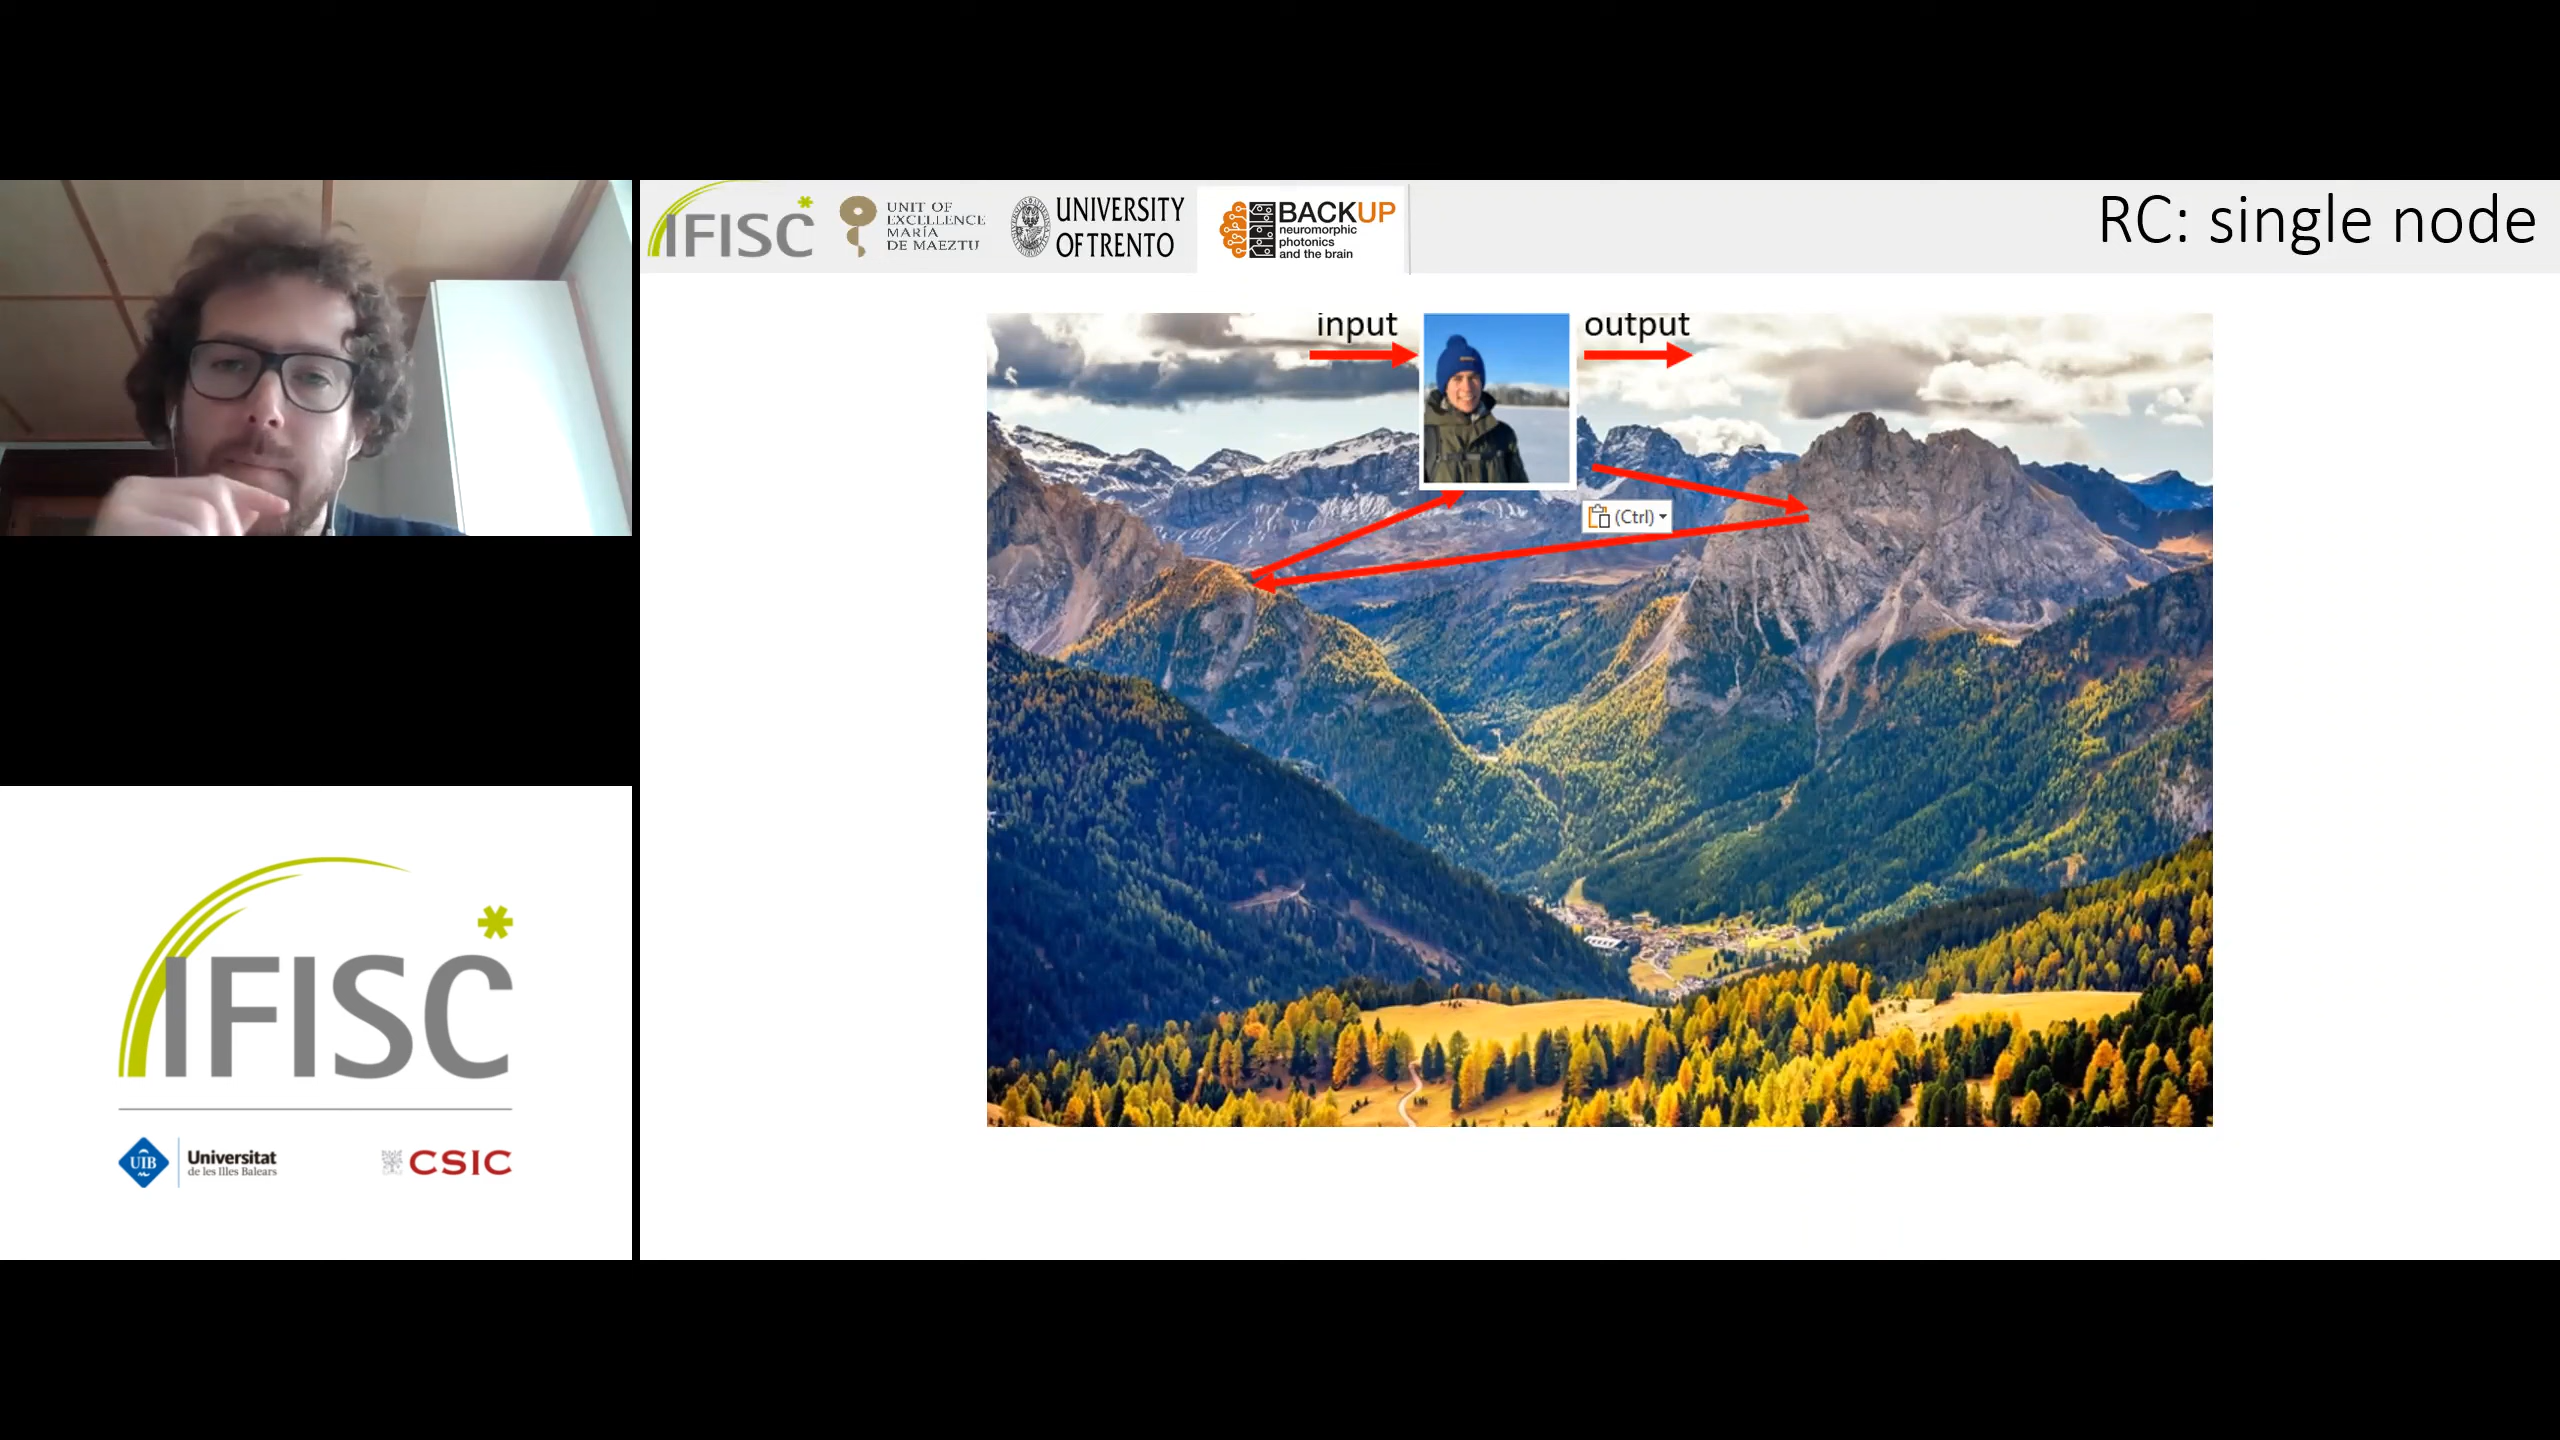 IFISC
UNIT OF
EXCELLENCE
MARÍA
DE MAEZTU
UNIVERSITY
OF TRENTO
BACKUP
neuromorphic
photonics
and the brain
RC: single node
input
output
(Ctrl)
IFISC
UIB
Universitat
de les Illes Balears
CSIC